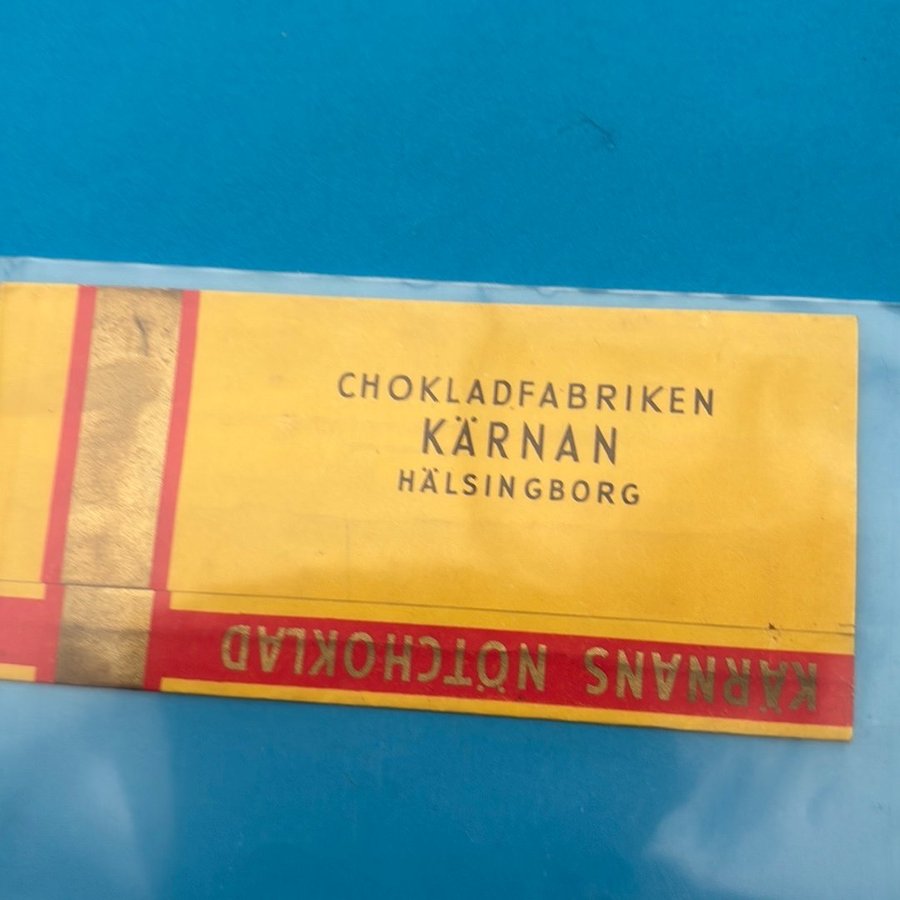 CHOKLADFABRIKEN
KÄRNAN
HÄLSINGBORG
KÄRNANS NÖTCHOKLAD